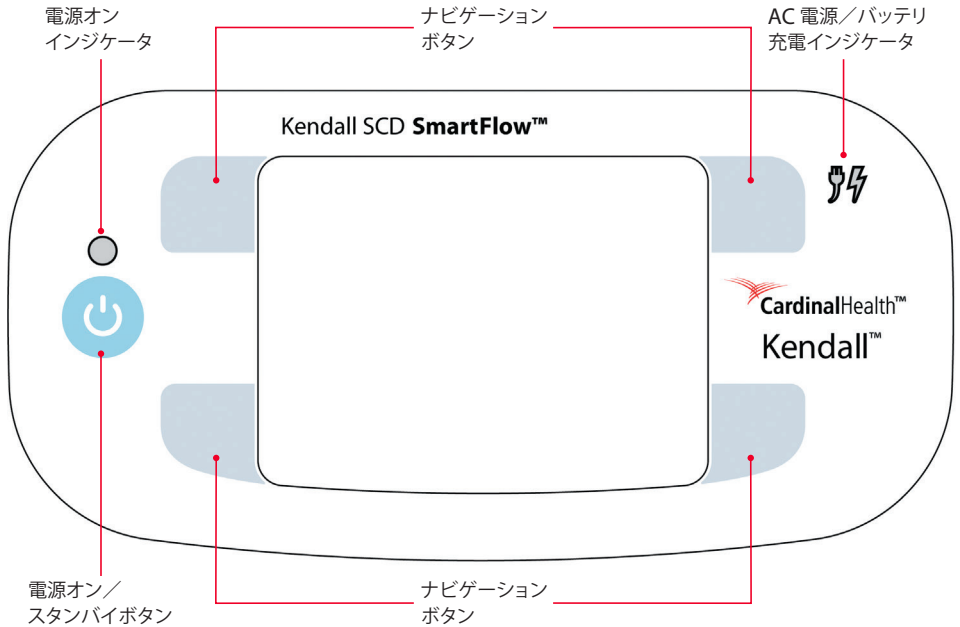 電源オン
インジケータ
ナビゲーション
ボタン
AC 電源／バッテリ
充電インジケータ
Kendall SCD SmartFlow™
CardinalHealth™
Kendall™
電源オン／
スタンバイボタン
ナビゲーション
ボタン